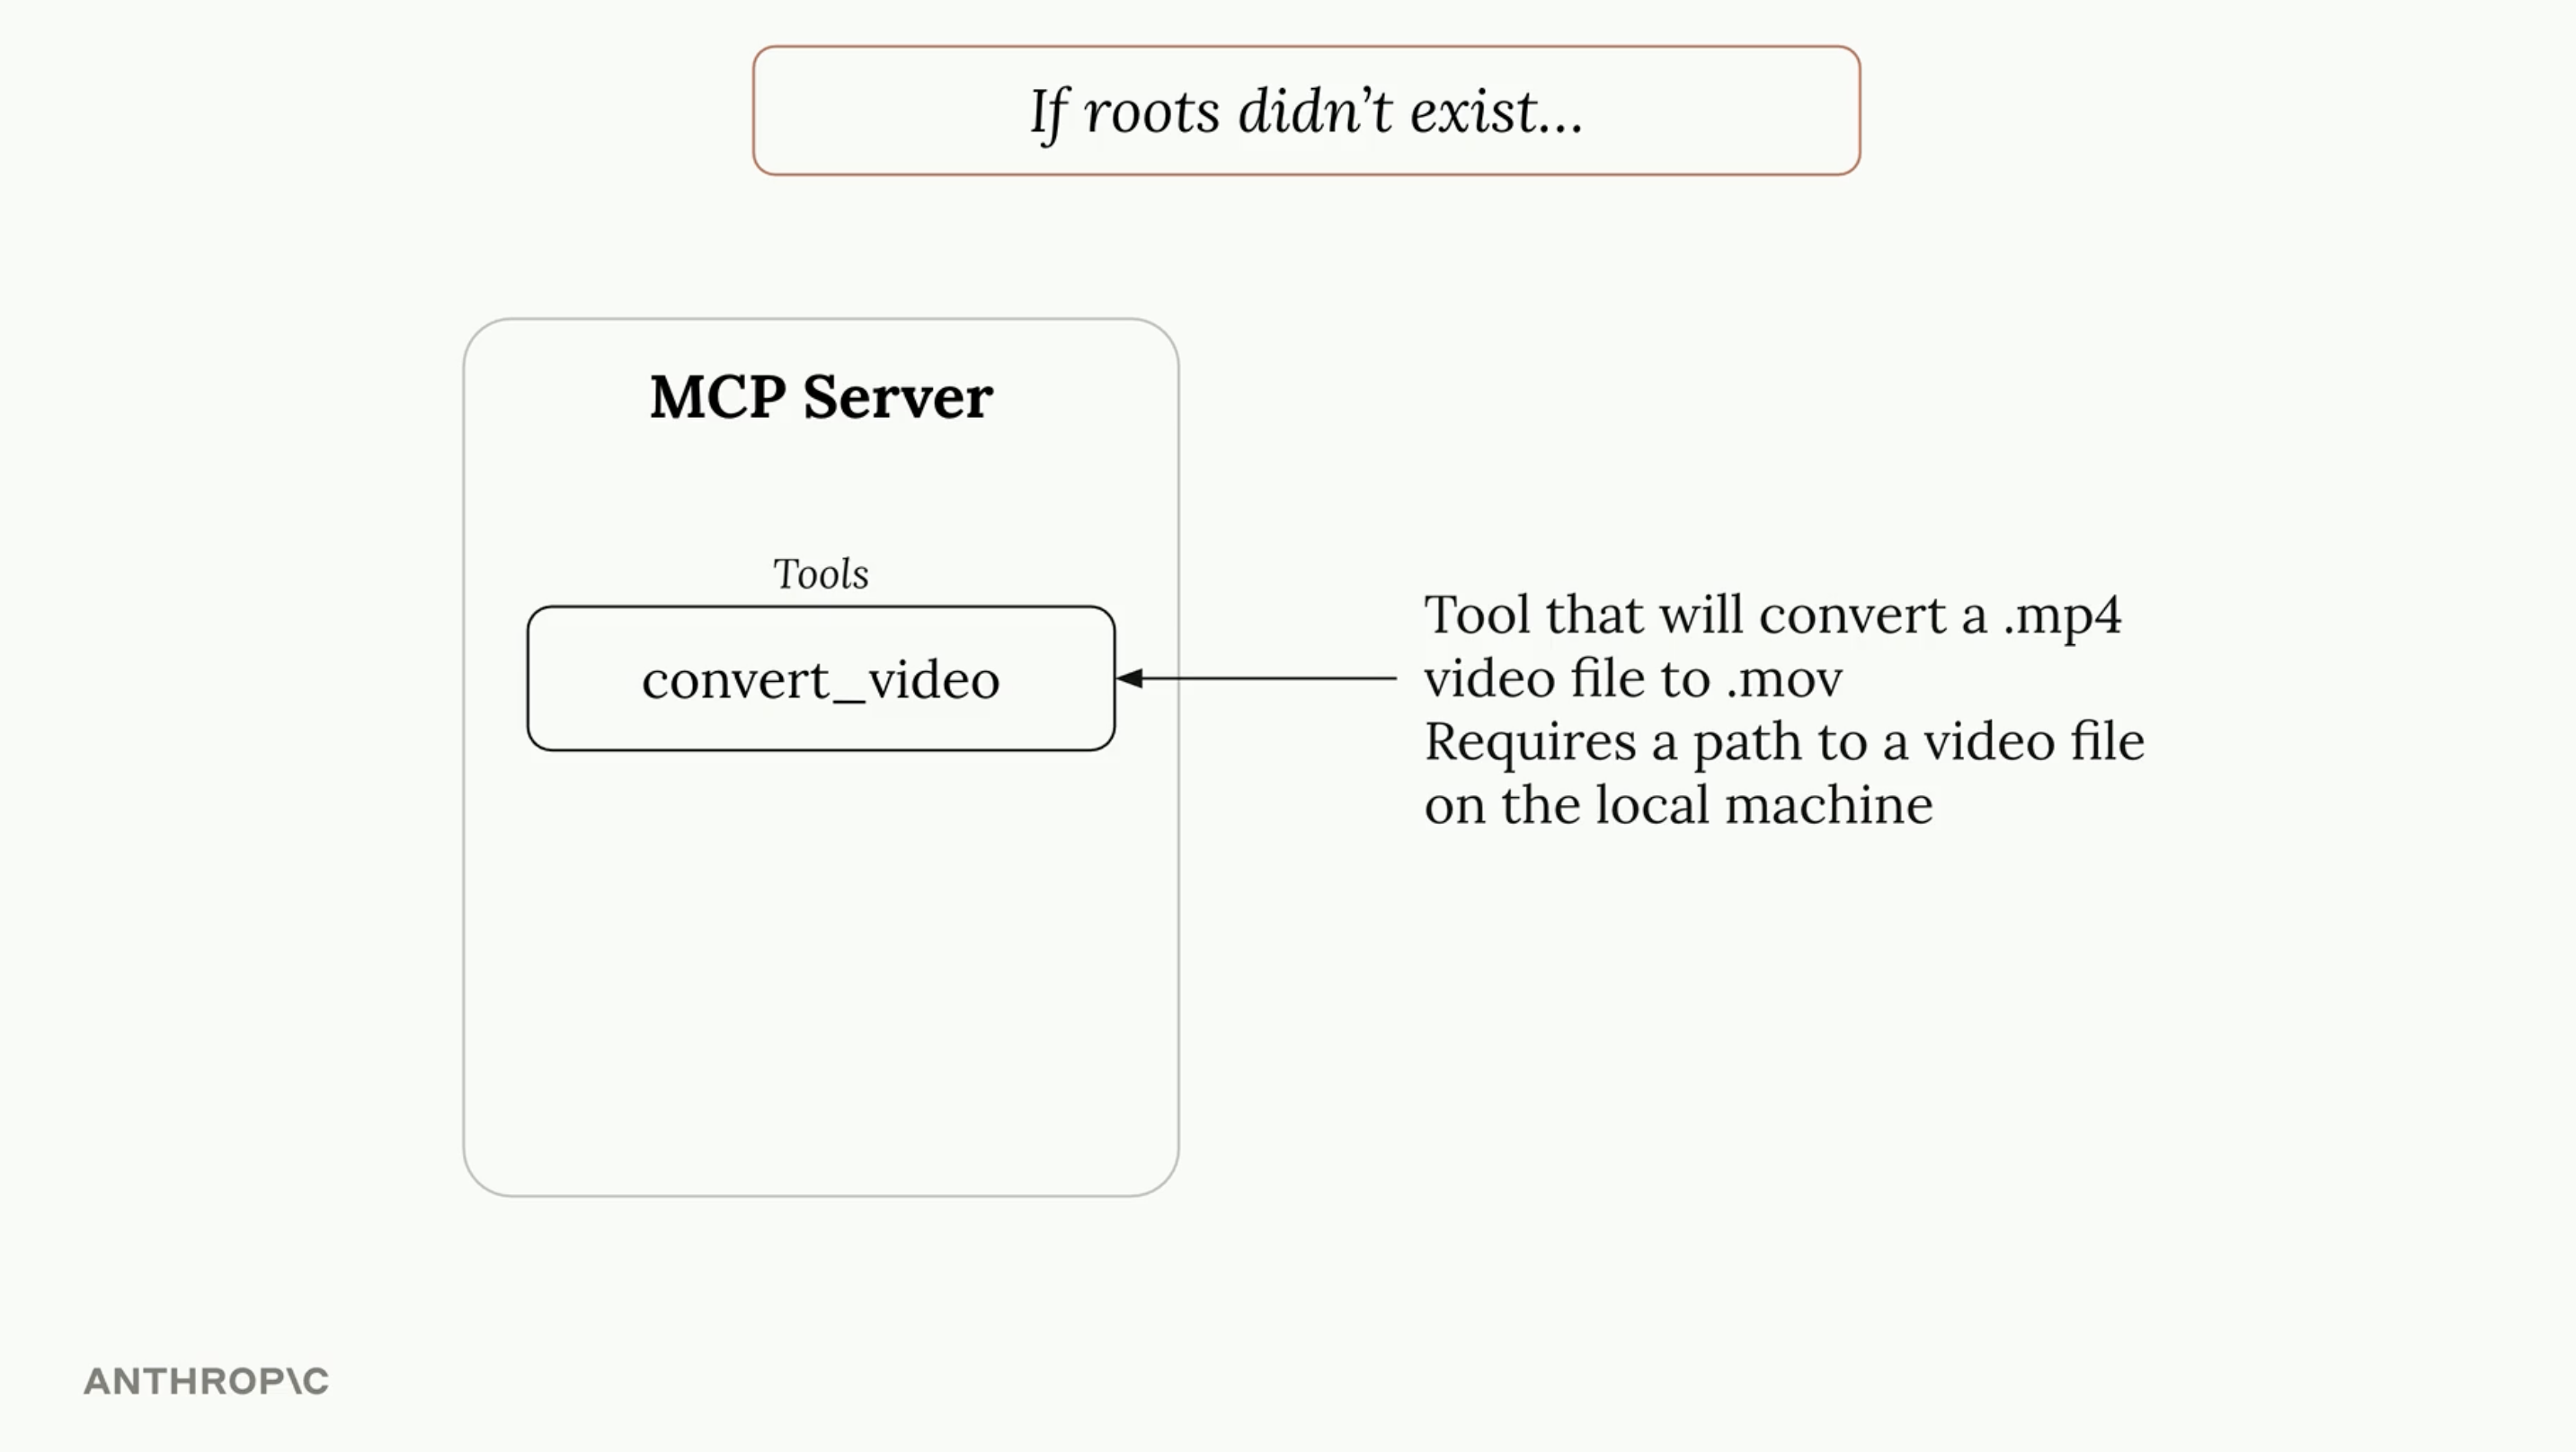 If roots didn’t exist…
MCP Server
Tools
convert_video
Tool that will convert a .mp4
video file to .mov
Requires a path to a video file
on the local machine
ANTHROP\C